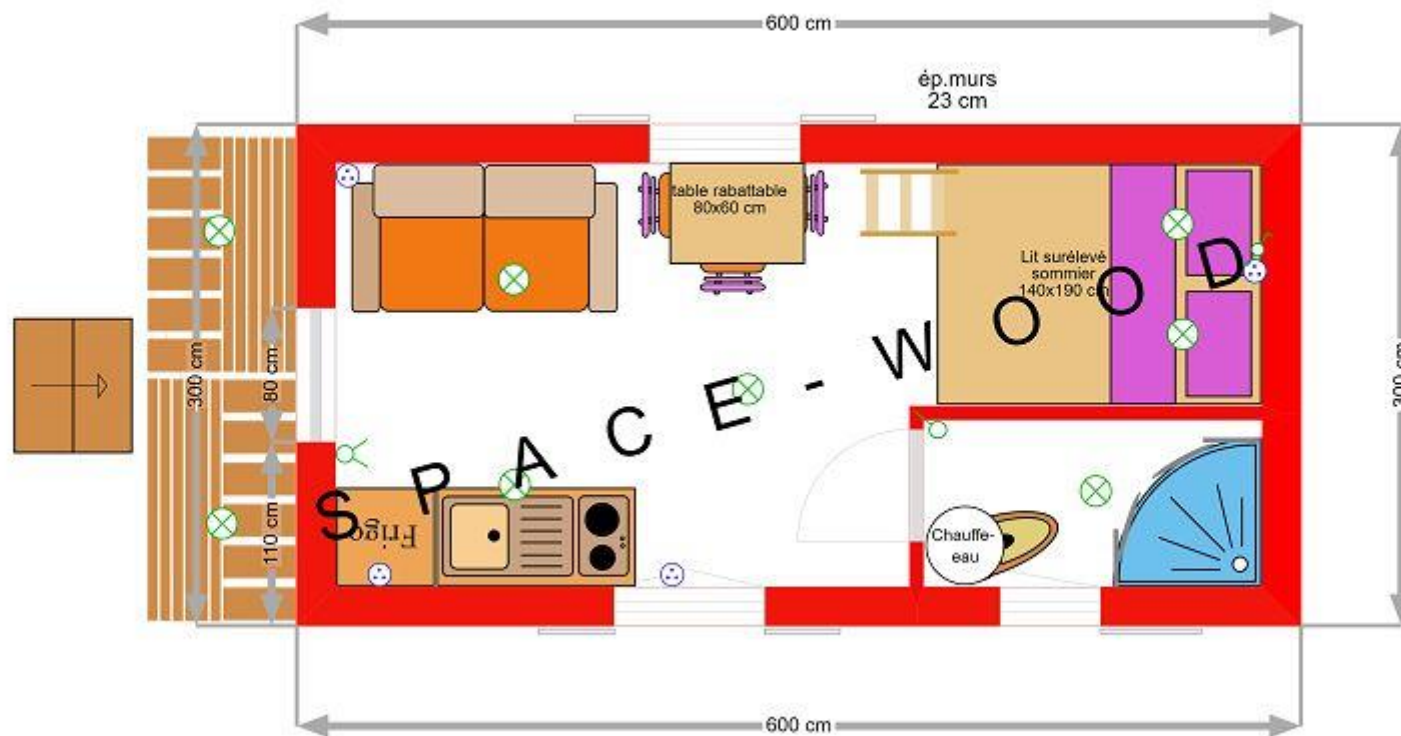 600 cm
ép.murs
23 cm
table rabattable
80x60 cm
Lit surélevé
sommier
140x190 cm
300 cm
80 cm
300 cm
SPACE-WOOD
110 cm
Frigo
Chauffe-
eau
600 cm